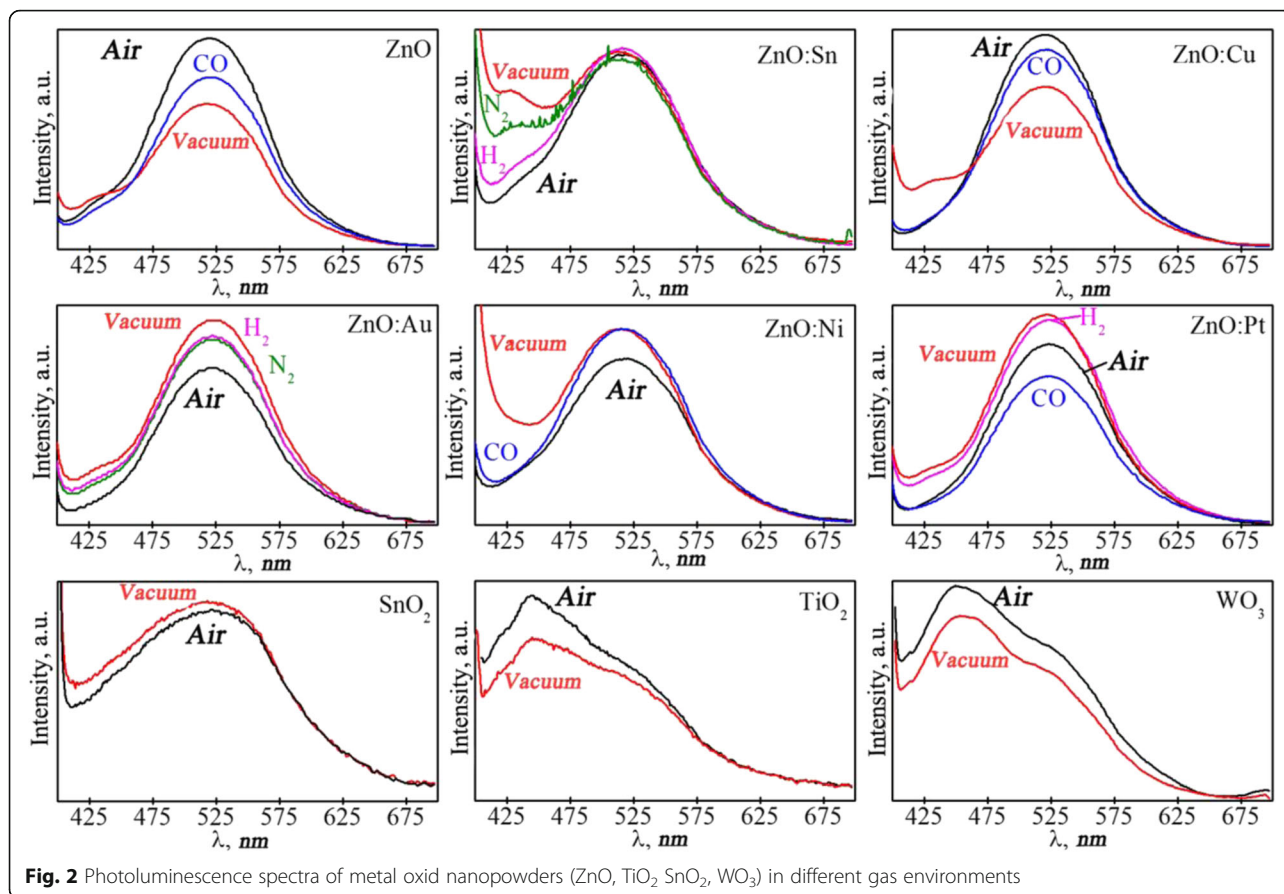 Air
CO
Vacuum
ZnO
Intensity, a.u.
425 475 525 575 625 675
λ, nm
Vacuum
N₂
H₂
Air
ZnO:Sn
Intensity, a.u.
425 475 525 575 625 675
λ, nm
Air
CO
Vacuum
ZnO:Cu
Intensity, a.u.
425 475 525 575 625 675
λ, nm
Vacuum
H₂
N₂
Air
ZnO:Au
Intensity, a.u.
425 475 525 575 625 675
λ, nm
Vacuum
Air
CO
ZnO:Ni
Intensity, a.u.
425 475 525 575 625 675
λ, nm
H₂
Vacuum
Air
CO
ZnO:Pt
Intensity, a.u.
425 475 525 575 625 675
λ, nm
Vacuum
Air
SnO₂
Intensity, a.u.
425 475 525 575 625 675
λ, nm
Air
Vacuum
TiO₂
Intensity, a.u.
425 475 525 575 625 675
λ, nm
Air
Vacuum
WO₃
Intensity, a.u.
425 475 525 575 625 675
λ, nm
Fig. 2 Photoluminescence spectra of metal oxid nanopowders (ZnO, TiO₂ SnO₂, WO₃) in different gas environments